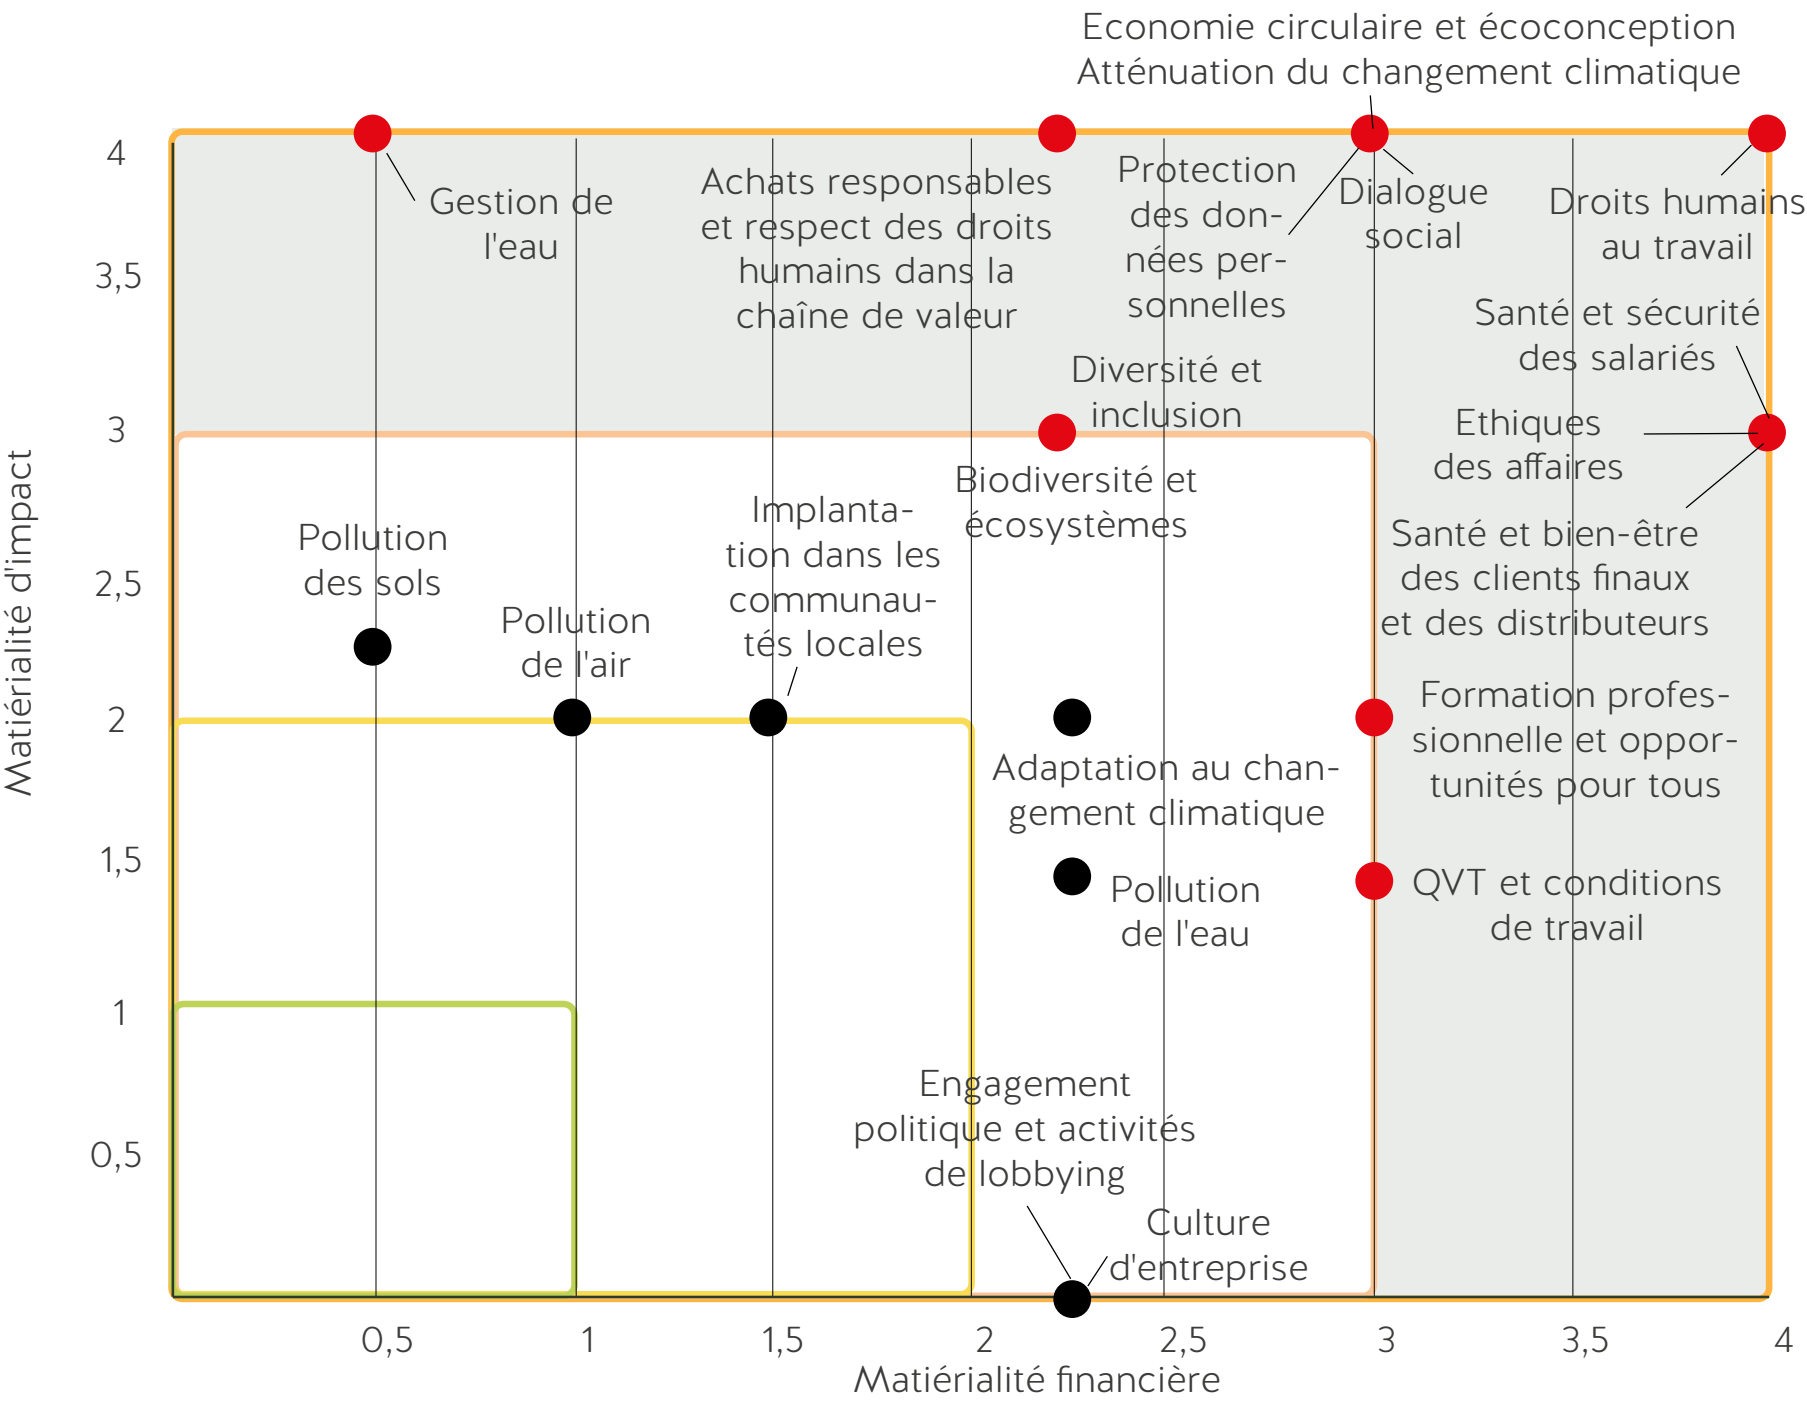 Economie circulaire et écoconception
Atténuation du changement climatique
4
Gestion de
l'eau
Achats responsables
et respect des droits
humains dans la
chaîne de valeur
Protection
des don-
nées per-
sonnelles
Dialogue
social
Droits humains
au travail
3,5
Santé et sécurité
des salariés
Diversité et
inclusion
3
Ethiques
des affaires
Biodiversité et
écosystèmes
Implanta-
tion dans les
communau-
tés locales
Pollution
des sols
Santé et bien-être
des clients finaux
et des distributeurs
2,5
Pollution
de l'air
Matiérialité d'impact
2
Formation profes-
sionnelle et oppor-
tunités pour tous
Adaptation au chan-
gement climatique
1,5
Pollution
de l'eau
QVT et conditions
de travail
1
Engagement
politique et activités
de lobbying
0,5
Culture
d'entreprise
0,5 1 1,5 2 2,5 3 3,5 4
Matiérialité financière